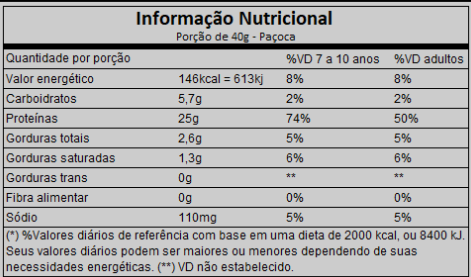 Informação Nutricional
Porção de 40g - Paçoca
Quantidade por porção %VD 7 a 10 anos %VD adultos
Valor energético 146kcal = 613kj 8% 8%
Carboidratos 5,7g 2% 2%
Proteínas 25g 74% 50%
Gorduras totais 2,6g 5% 5%
Gorduras saturadas 1,3g 6% 6%
Gorduras trans 0g ** **
Fibra alimentar 0g 0% 0%
Sódio 110mg 5% 5%
(*) %Valores diários de referência com base em uma dieta de 2000 kcal, ou 8400 kJ.
Seus valores diários podem ser maiores ou menores dependendo de suas
necessidades energéticas. (**) VD não estabelecido.